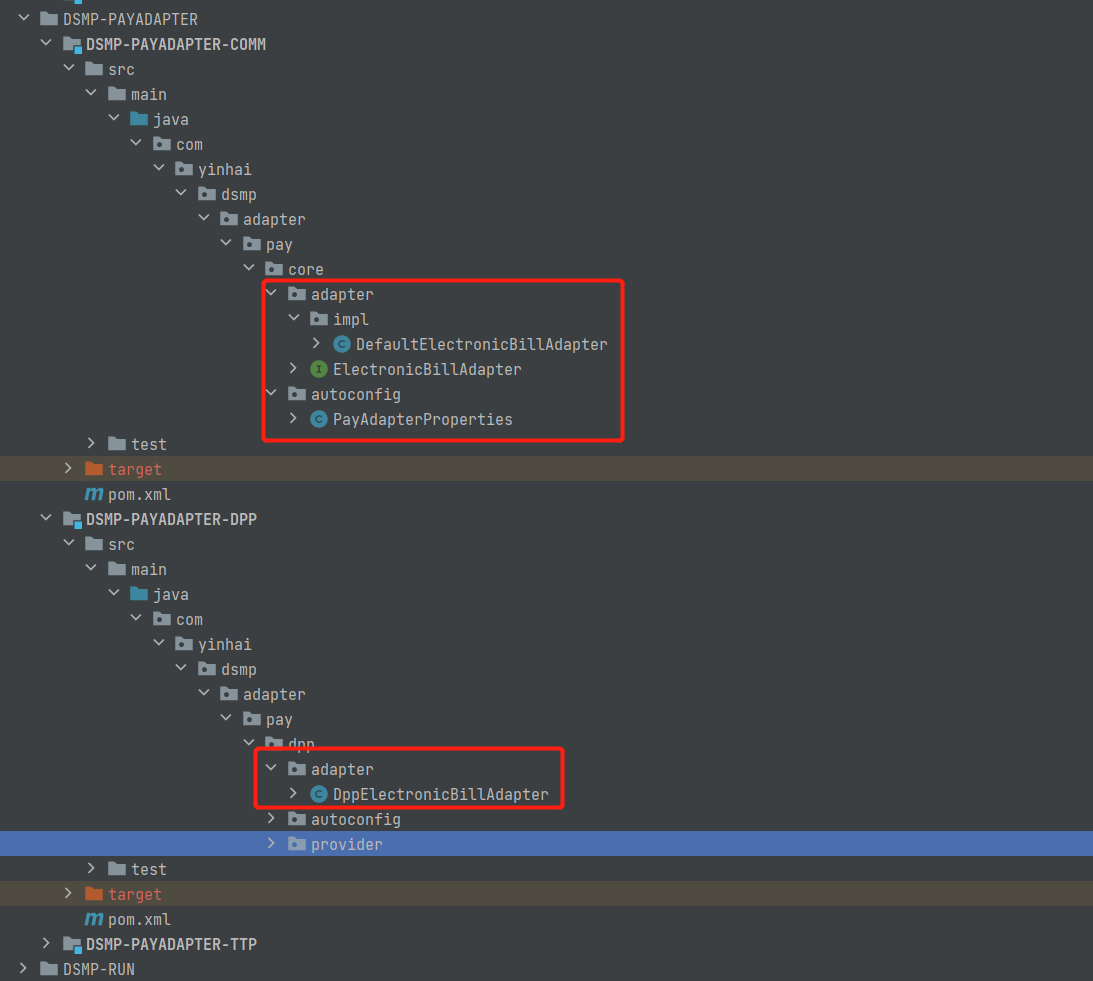 DSMP-PAYADAPTER
DSMP-PAYADAPTER-COMM
src
main
java
com
yinhai
dsmp
adapter
pay
core
adapter
impl
C DefaultElectronicBillAdapter
I ElectronicBillAdapter
autoconfig
C PayAdapterProperties
test
target
m pom.xml
DSMP-PAYADAPTER-DPP
src
main
java
com
yinhai
dsmp
adapter
pay
dpp
adapter
C DppElectronicBillAdapter
autoconfig
provider
test
target
m pom.xml
DSMP-PAYADAPTER-TTP
DSMP-RUN